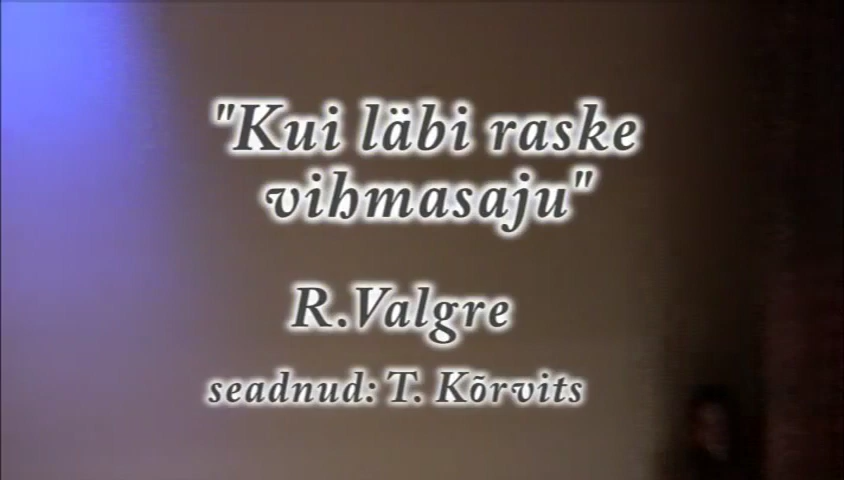 "Kui läbi raske
vihmasaju"
R.Valgre
seadnud: T. Kõrvits